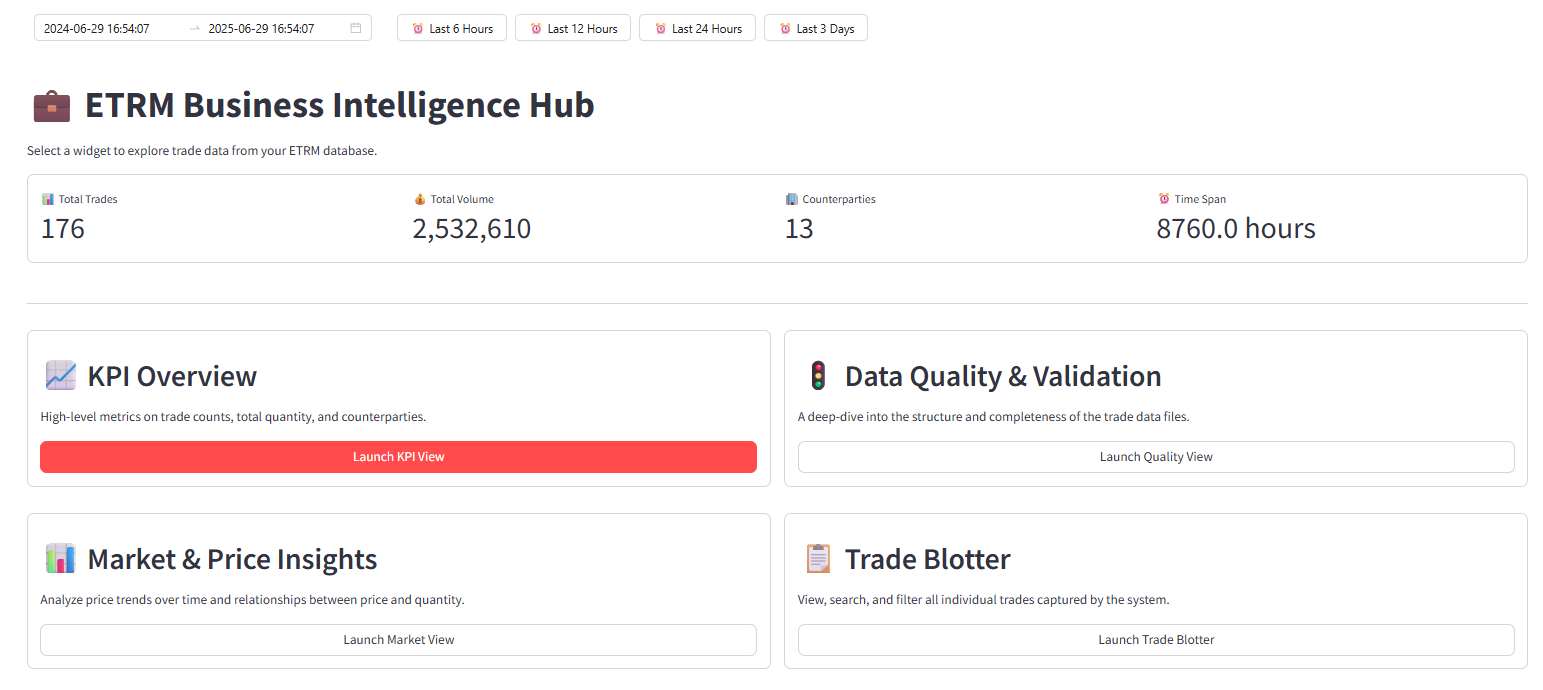 2024-06-29 16:54:07 → 2025-06-29 16:54:07 Last 6 Hours Last 12 Hours Last 24 Hours Last 3 Days
ETRM Business Intelligence Hub
Select a widget to explore trade data from your ETRM database.
Total Trades
176
Total Volume
2,532,610
Counterparties
13
Time Span
8760.0 hours
KPI Overview
High-level metrics on trade counts, total quantity, and counterparties.
Launch KPI View
Data Quality & Validation
A deep-dive into the structure and completeness of the trade data files.
Launch Quality View
Market & Price Insights
Analyze price trends over time and relationships between price and quantity.
Launch Market View
Trade Blotter
View, search, and filter all individual trades captured by the system.
Launch Trade Blotter